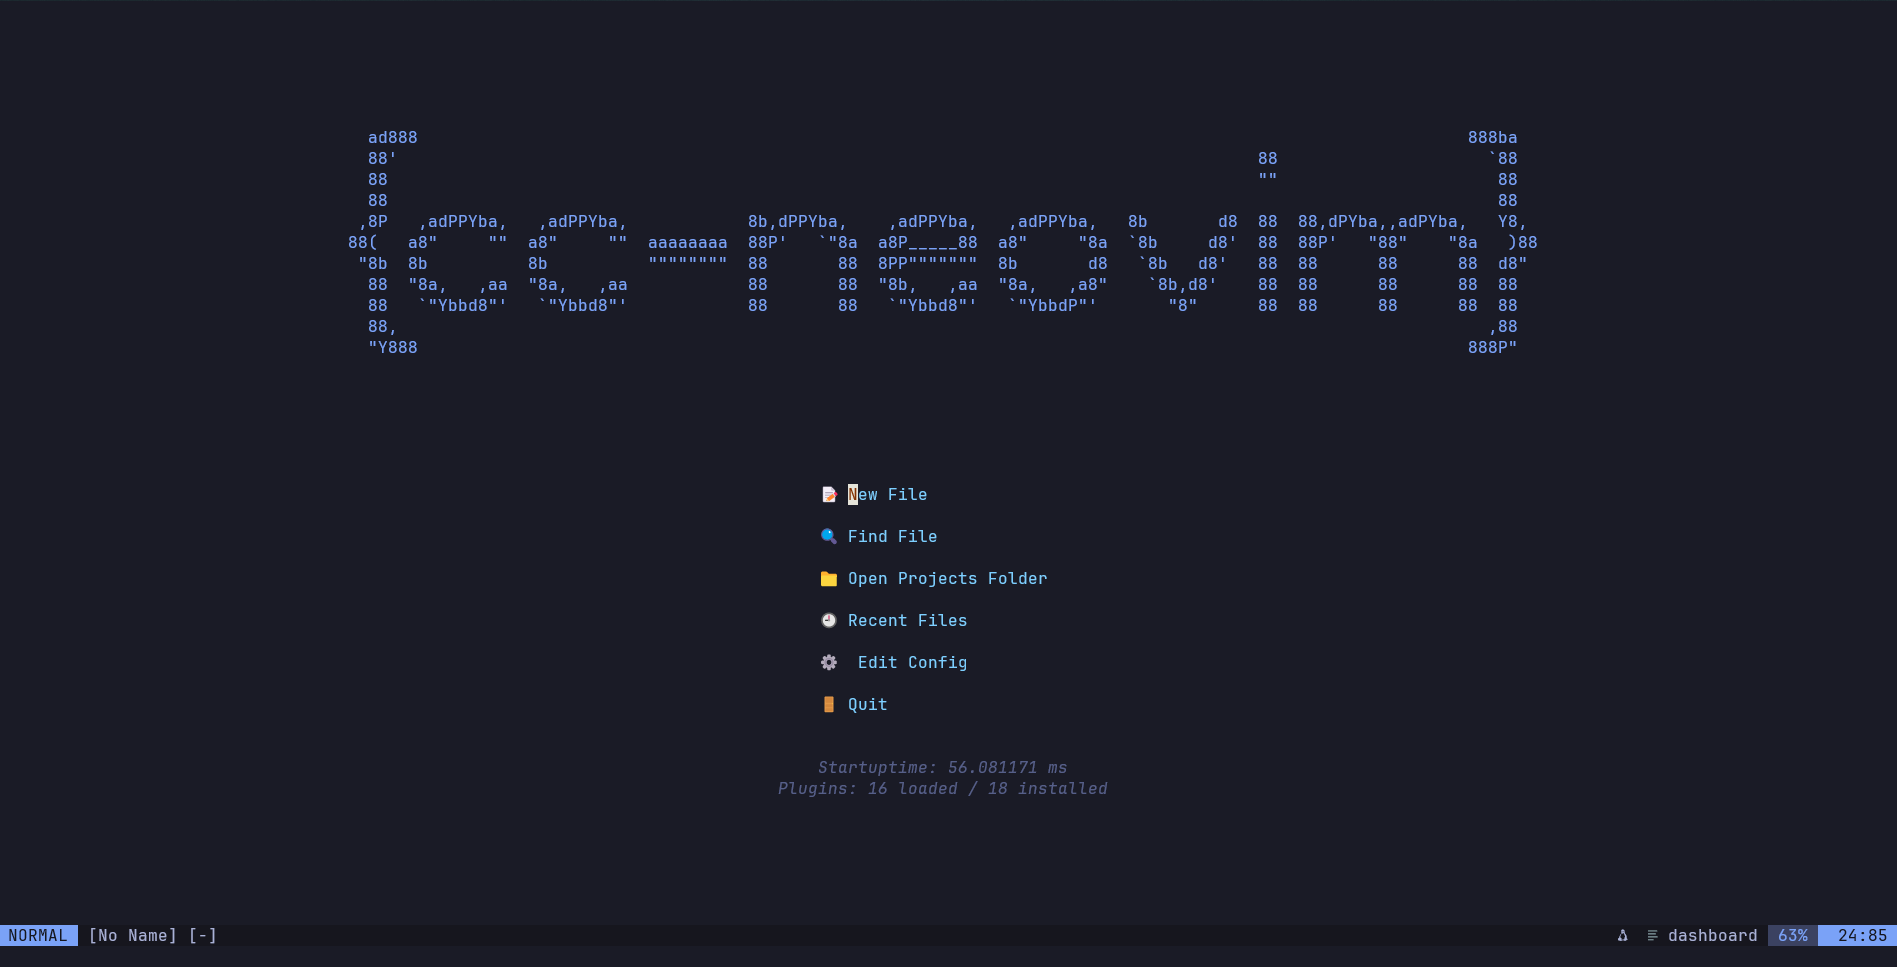 ad888                                                                                                         888ba
  88'                                                                                      88                     `88
  88                                                                                       ""                      88
  88                                                                                                               88
 ,8P   ,adPPYba,   ,adPPYba,            8b,dPPYba,    ,adPPYba,   ,adPPYba,   8b       d8  88  88,dPYba,,adPYba,   Y8,
88(   a8"     ""  a8"     ""  aaaaaaaa  88P'   `"8a  a8P_____88  a8"     "8a  `8b     d8'  88  88P'   "88"    "8a   )88
 "8b  8b          8b          """"""""  88       88  8PP"""""""  8b       d8   `8b   d8'   88  88      88      88  d8"
  88  "8a,   ,aa  "8a,   ,aa            88       88  "8b,   ,aa  "8a,   ,a8"    `8b,d8'    88  88      88      88  88
  88   `"Ybbd8"'   `"Ybbd8"'            88       88   `"Ybbd8"'   `"YbbdP"'       "8"      88  88      88      88  88
  88,                                                                                                             ,88
  "Y888                                                                                                         888P"
New File
Find File
Open Projects Folder
Recent Files
Edit Config
Quit
Startuptime: 56.081171 ms
Plugins: 16 loaded / 18 installed
NORMAL [No Name] [-] dashboard 63% 24:85